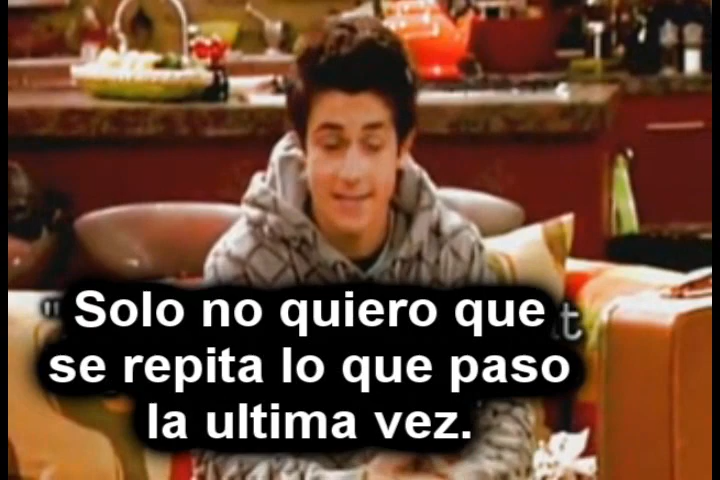 Solo no quiero que
se repita lo que paso
la ultima vez.